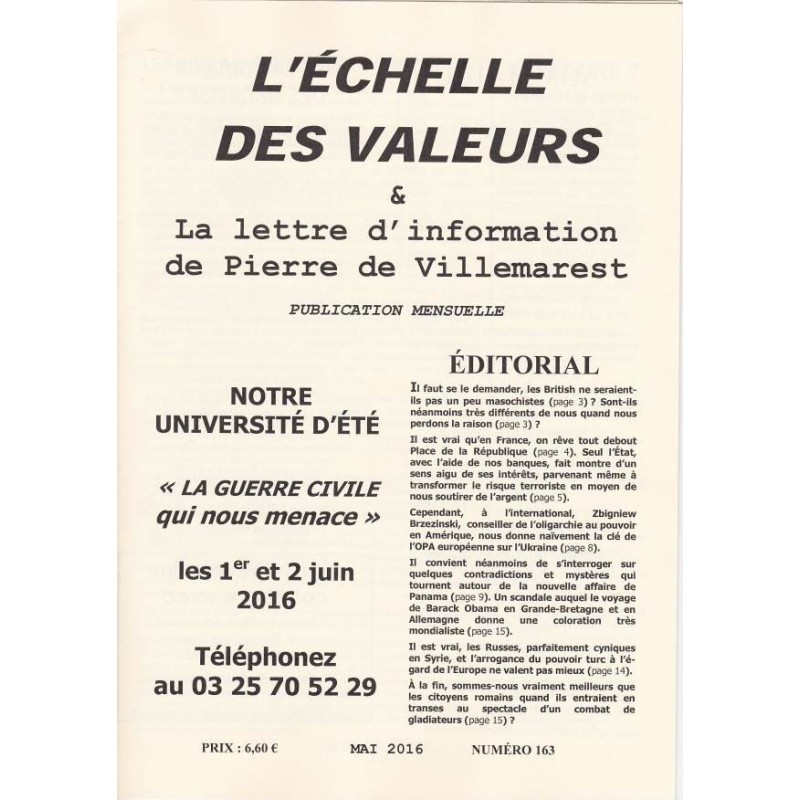 L'ÉCHELLE
DES VALEURS
&
La lettre d'information
de Pierre de Villemarest
PUBLICATION MENSUELLE
NOTRE
UNIVERSITÉ D'ÉTÉ
« LA GUERRE CIVILE
qui nous menace »
les 1er et 2 juin
2016
Téléphonez
au 03 25 70 52 29
ÉDITORIAL
Il faut se le demander, les British ne seraient-
ils pas un peu masochistes (page 3) ? Sont-ils
néanmoins très différents de nous quand nous
perdons la raison (page 3) ?
Il est vrai qu'en France, on rêve tout debout
Place de la République (page 4). Seul l'État,
avec l'aide de nos banques, fait montre d'un
sens aigu de ses intérêts, parvenant même à
transformer le risque terroriste en moyen de
nous soutirer de l'argent (page 5).
Cependant, à l'international, Zbigniew
Brzezinski, conseiller de l'oligarchie au pouvoir
en Amérique, nous donne naïvement la clé de
l'OPA européenne sur l'Ukraine (page 8).
Il convient néanmoins de s'interroger sur
quelques contradictions et mystères qui
tournent autour de la nouvelle affaire de
Panama (page 9). Un scandale auquel le voyage
de Barack Obama en Grande-Bretagne et en
Allemagne donne une coloration très
mondialiste (page 15).
Il est vrai, les Russes, parfaitement cyniques
en Syrie, et l'arrogance du pouvoir turc à l'é-
gard de l'Europe ne valent pas mieux (page 14).
À la fin, sommes-nous vraiment meilleurs que
les citoyens romains quand ils entraient en
transes au spectacle d'un combat de
gladiateurs (page 15) ?
PRIX : 6,60 €
MAI 2016
NUMÉRO 163